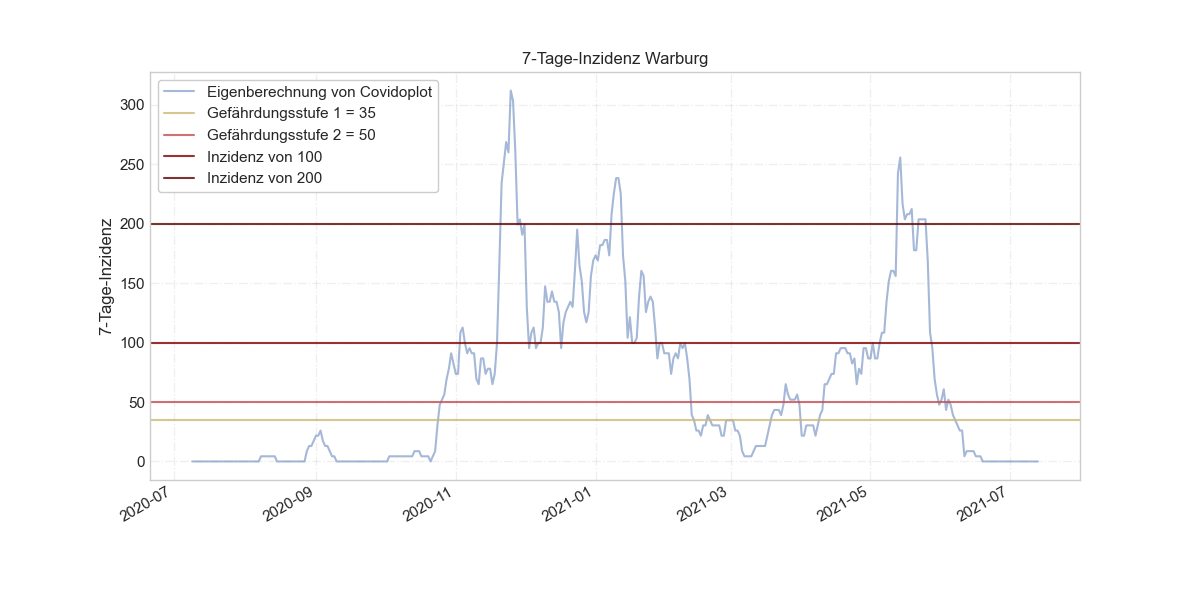 7-Tage-Inzidenz Warburg
Eigenberechnung von Covidoplot
Gefährdungsstufe 1 = 35
Gefährdungsstufe 2 = 50
Inzidenz von 100
Inzidenz von 200
7-Tage-Inzidenz
300
250
200
150
100
50
0
2020-07
2020-09
2020-11
2021-01
2021-03
2021-05
2021-07